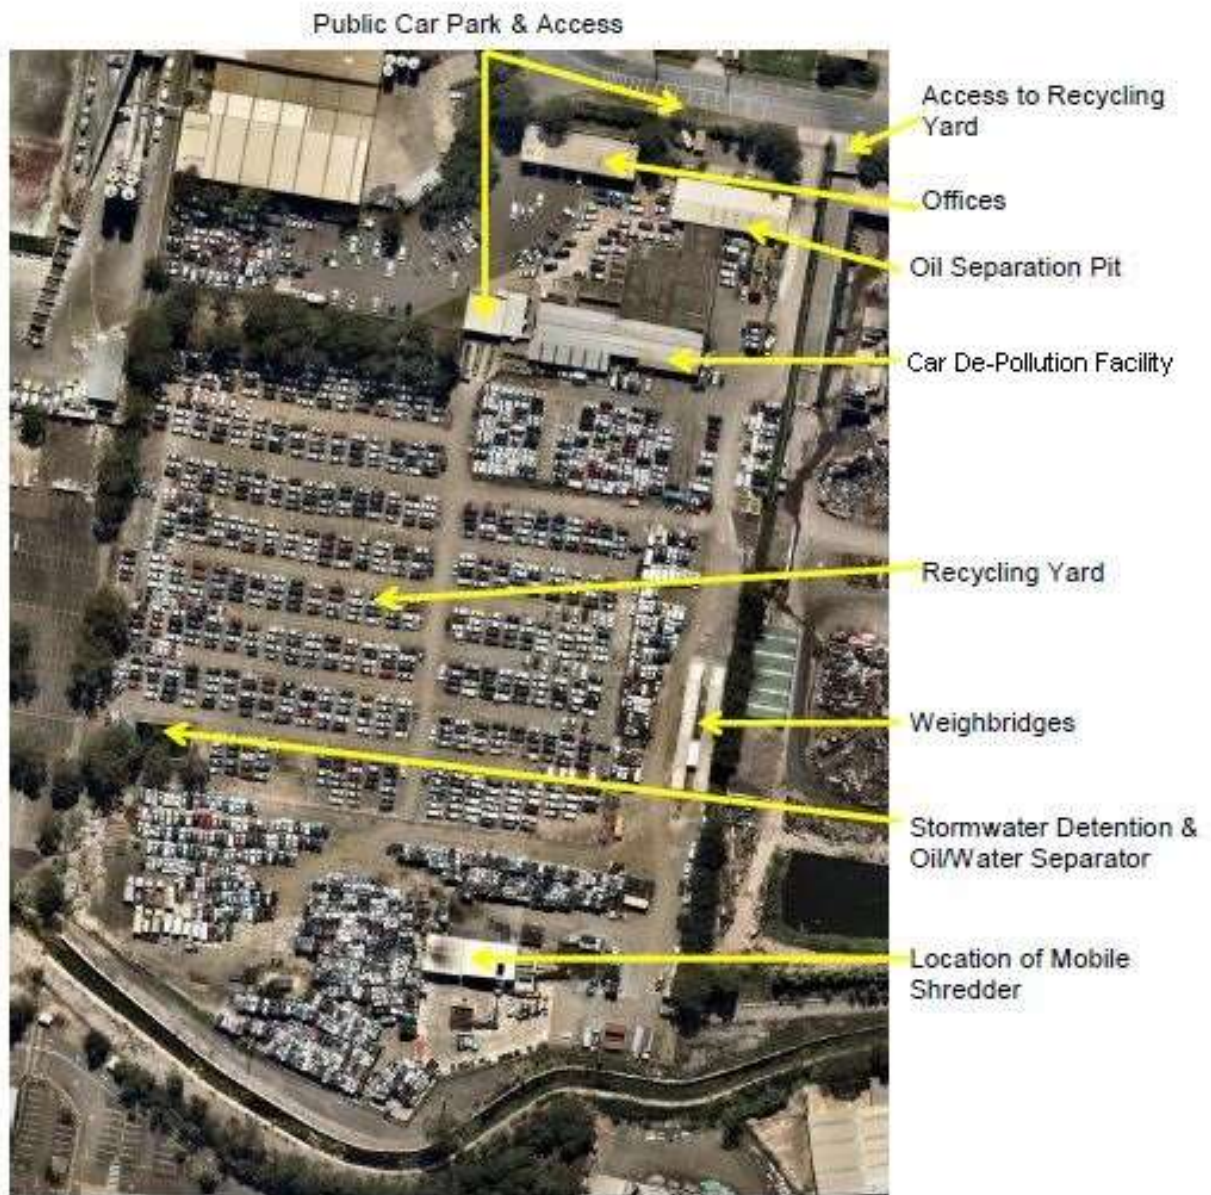 Public Car Park & Access
Access to Recycling
Yard
Offices
Oil Separation Pit
Car De-Pollution Facility
Recycling Yard
Weighbridges
Stormwater Detention &
Oil/Water Separator
Location of Mobile
Shredder